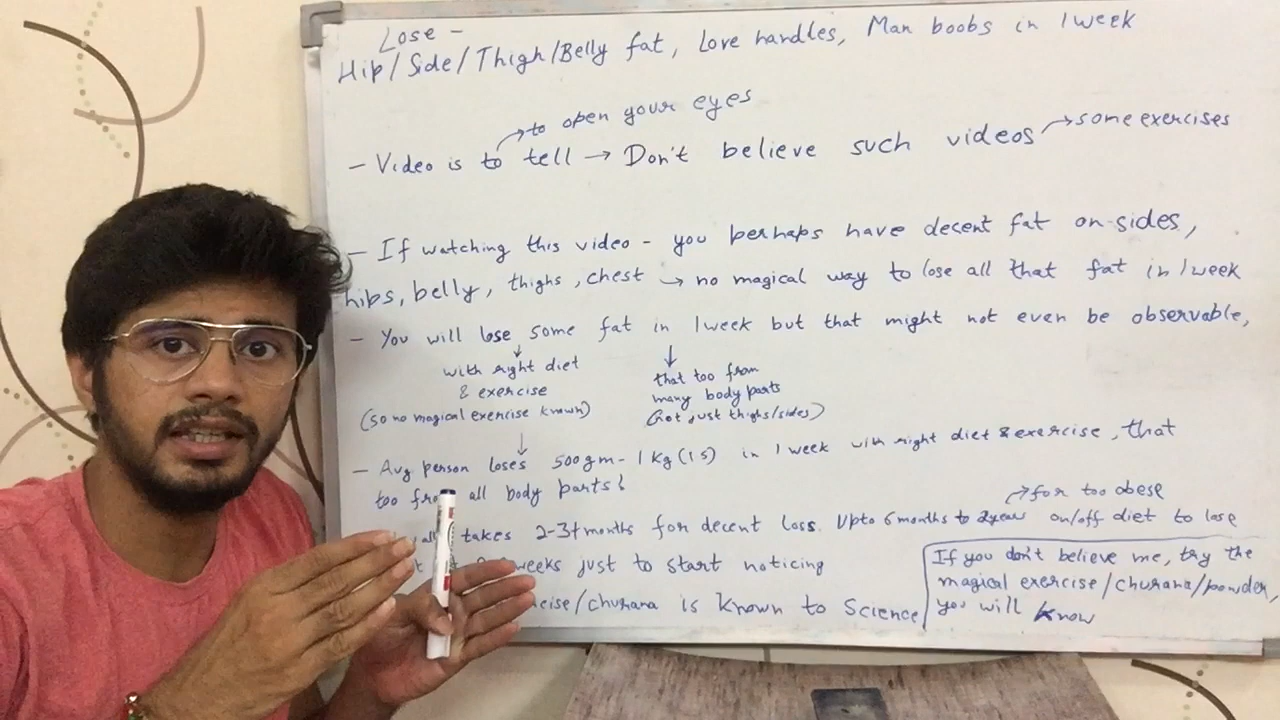 Lose -
Hip/Side/Thigh/Belly fat, Love handles, Man boobs in 1week
to open your eyes
- Video is to tell → Don't believe such videos → some exercises
- If watching this video - you perhaps have decent fat on sides,
hips, belly, thighs, chest → no magical way to lose all that fat in 1week
- You will lose some fat in 1week but that might not even be observable,
with right diet
& exercise
(so no magical exercise known)
that too from
many body parts
(not just thighs/sides)
- Avg person loses 500gm-1kg(1.5) in 1 week with right diet & exercise, that
too from all body parts!
for too obese
takes 2-3+months for decent loss. Upto 6months to 2year on/off diet to lose
weeks just to start noticing
/churana is known to Science
If you don't believe me, try the
magical exercise/churana/powder,
you will know